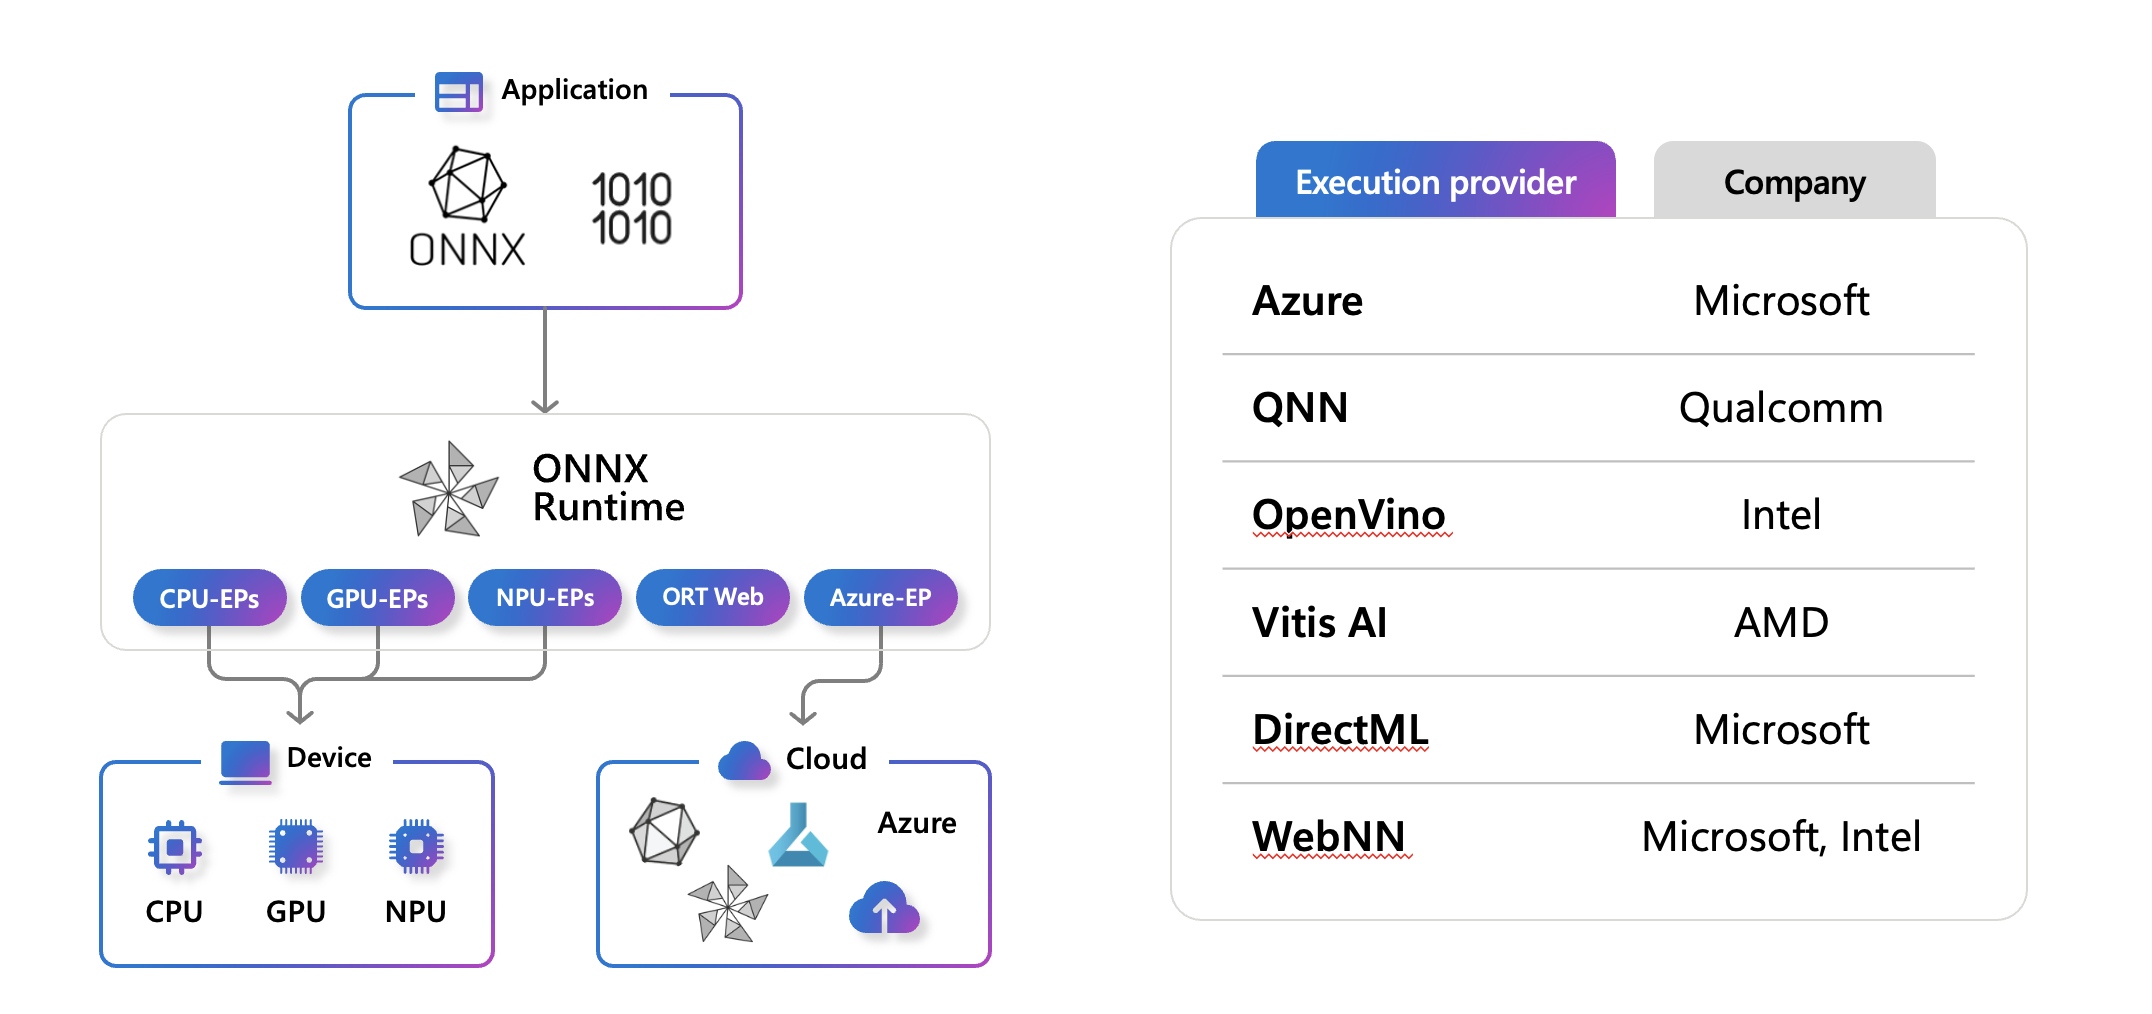 Application
ONNX
1010
1010
ONNX
Runtime
CPU-EPs
GPU-EPs
NPU-EPs
ORT Web
Azure-EP
Device
CPU
GPU
NPU
Cloud
Azure
Execution provider Company
Azure Microsoft
QNN Qualcomm
OpenVino Intel
Vitis AI AMD
DirectML Microsoft
WebNN Microsoft, Intel